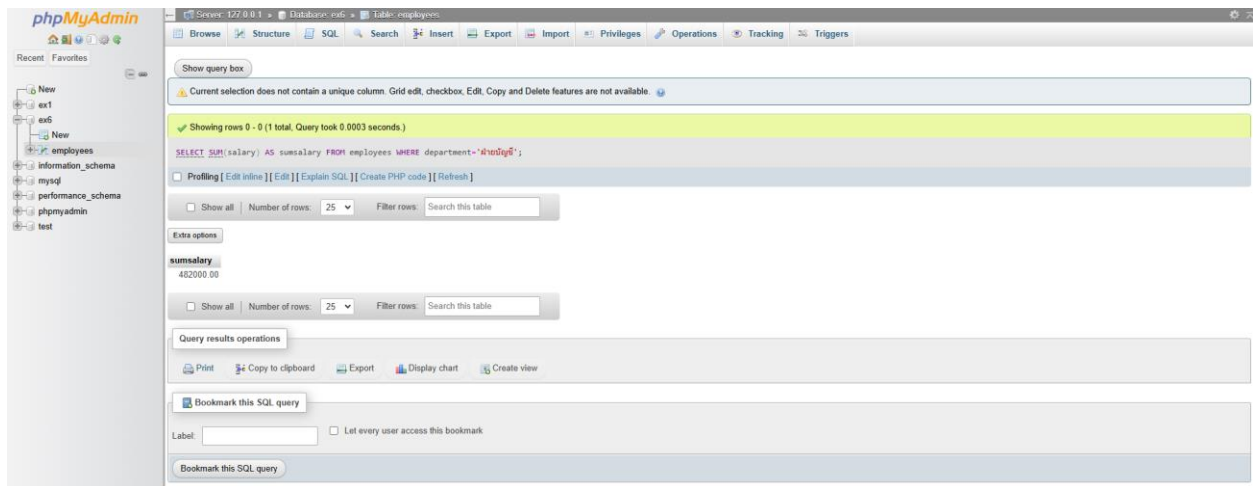 phpMyAdmin
Recent Favorites
New
ex1
ex6
New
employees
information_schema
mysql
performance_schema
phpmyadmin
test
Server: 127.0.0.1 » Database: ex6 » Table: employees
Browse Structure SQL Search Insert Export Import Privileges Operations Tracking Triggers
Show query box
Current selection does not contain a unique column. Grid edit, checkbox, Edit, Copy and Delete features are not available.
Showing rows 0 - 0 (1 total, Query took 0.0003 seconds.)
SELECT SUM(salary) AS sumsalary FROM employees WHERE department='ฝ่ายบัญชี';
Profiling [ Edit inline ] [ Edit ] [ Explain SQL ] [ Create PHP code ] [ Refresh ]
Show all Number of rows: 25 Filter rows: Search this table
Extra options
sumsalary
482000.00
Show all Number of rows: 25 Filter rows: Search this table
Query results operations
Print Copy to clipboard Export Display chart Create view
Bookmark this SQL query
Label: Let every user access this bookmark
Bookmark this SQL query